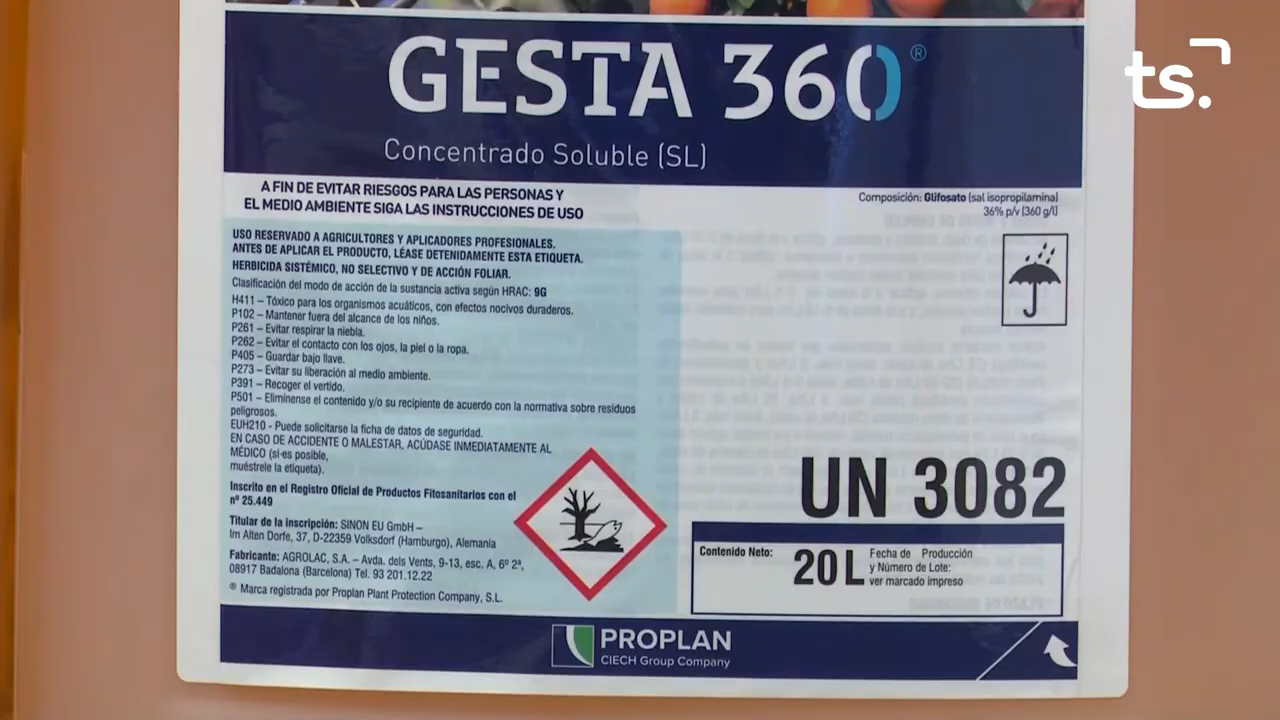 ts.
GESTA 360®
Concentrado Soluble (SL)
A FIN DE EVITAR RIESGOS PARA LAS PERSONAS Y
EL MEDIO AMBIENTE SIGA LAS INSTRUCCIONES DE USO
Composición: Glifosato (sal isopropilamina)
36% p/v (360 g/l)
USO RESERVADO A AGRICULTORES Y APLICADORES PROFESIONALES.
ANTES DE APLICAR EL PRODUCTO, LÉASE DETENIDAMENTE ESTA ETIQUETA.
HERBICIDA SISTÉMICO, NO SELECTIVO Y DE ACCIÓN FOLIAR.
Clasificación del modo de acción de la sustancia activa según HRAC: 9G
H411 – Tóxico para los organismos acuáticos, con efectos nocivos duraderos.
P102 – Mantener fuera del alcance de los niños.
P261 – Evitar respirar la niebla.
P262 – Evitar el contacto con los ojos, la piel o la ropa.
P405 – Guardar bajo llave.
P273 – Evitar su liberación al medio ambiente.
P391 – Recoger el vertido.
P501 – Elimínense el contenido y/o su recipiente de acuerdo con la normativa sobre residuos
peligrosos.
EUH210 - Puede solicitarse la ficha de datos de seguridad.
EN CASO DE ACCIDENTE O MALESTAR, ACÚDASE INMEDIATAMENTE AL
MÉDICO (si es posible,
muéstrele la etiqueta).
Inscrito en el Registro Oficial de Productos Fitosanitarios con el
nº 25.449
Titular de la inscripción: SINON EU GmbH –
Im Alten Dorfe, 37, D-22359 Volksdorf (Hamburgo), Alemania
Fabricante: AGROLAC, S.A. – Avda. dels Vents, 9-13, esc. A, 6º 2ª,
08917 Badalona (Barcelona) Tel. 93 201.12.22
® Marca registrada por Proplan Plant Protection Company, S.L.
UN 3082
Contenido Neto: 20 L
Fecha de Producción
y Número de Lote:
ver marcado impreso
PROPLAN
CIECH Group Company